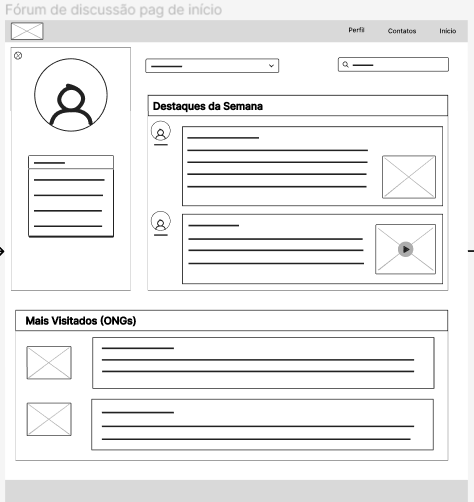 Fórum de discussão pag de início
Perfil Contatos Início
Destaques da Semana
Mais Visitados (ONGs)